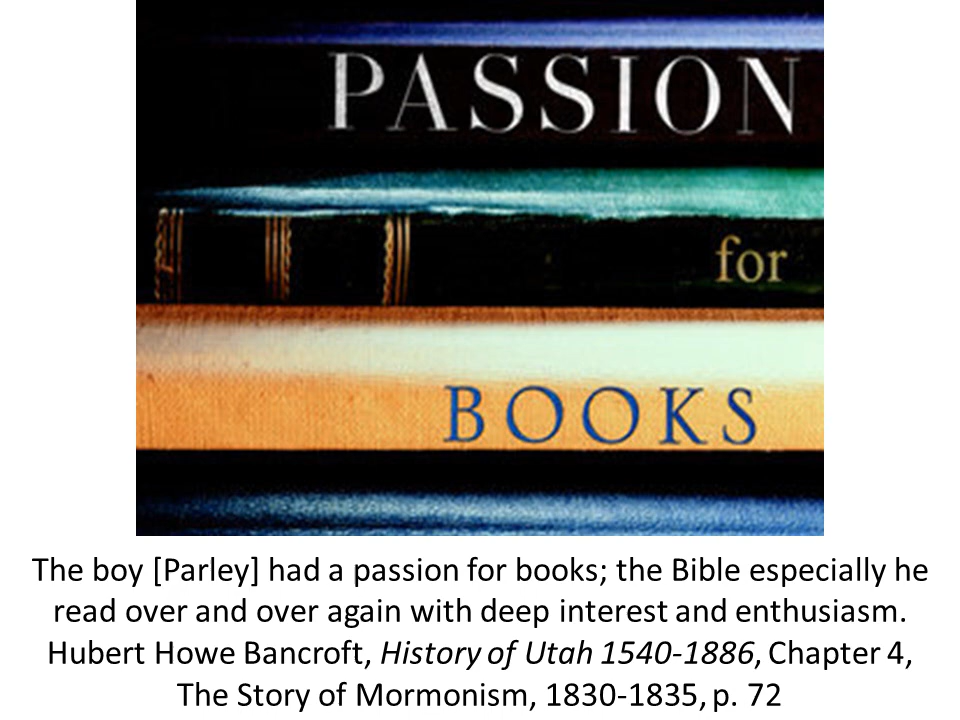 PASSION
for
BOOKS
The boy [Parley] had a passion for books; the Bible especially he
read over and over again with deep interest and enthusiasm.
Hubert Howe Bancroft, History of Utah 1540-1886, Chapter 4,
The Story of Mormonism, 1830-1835, p. 72